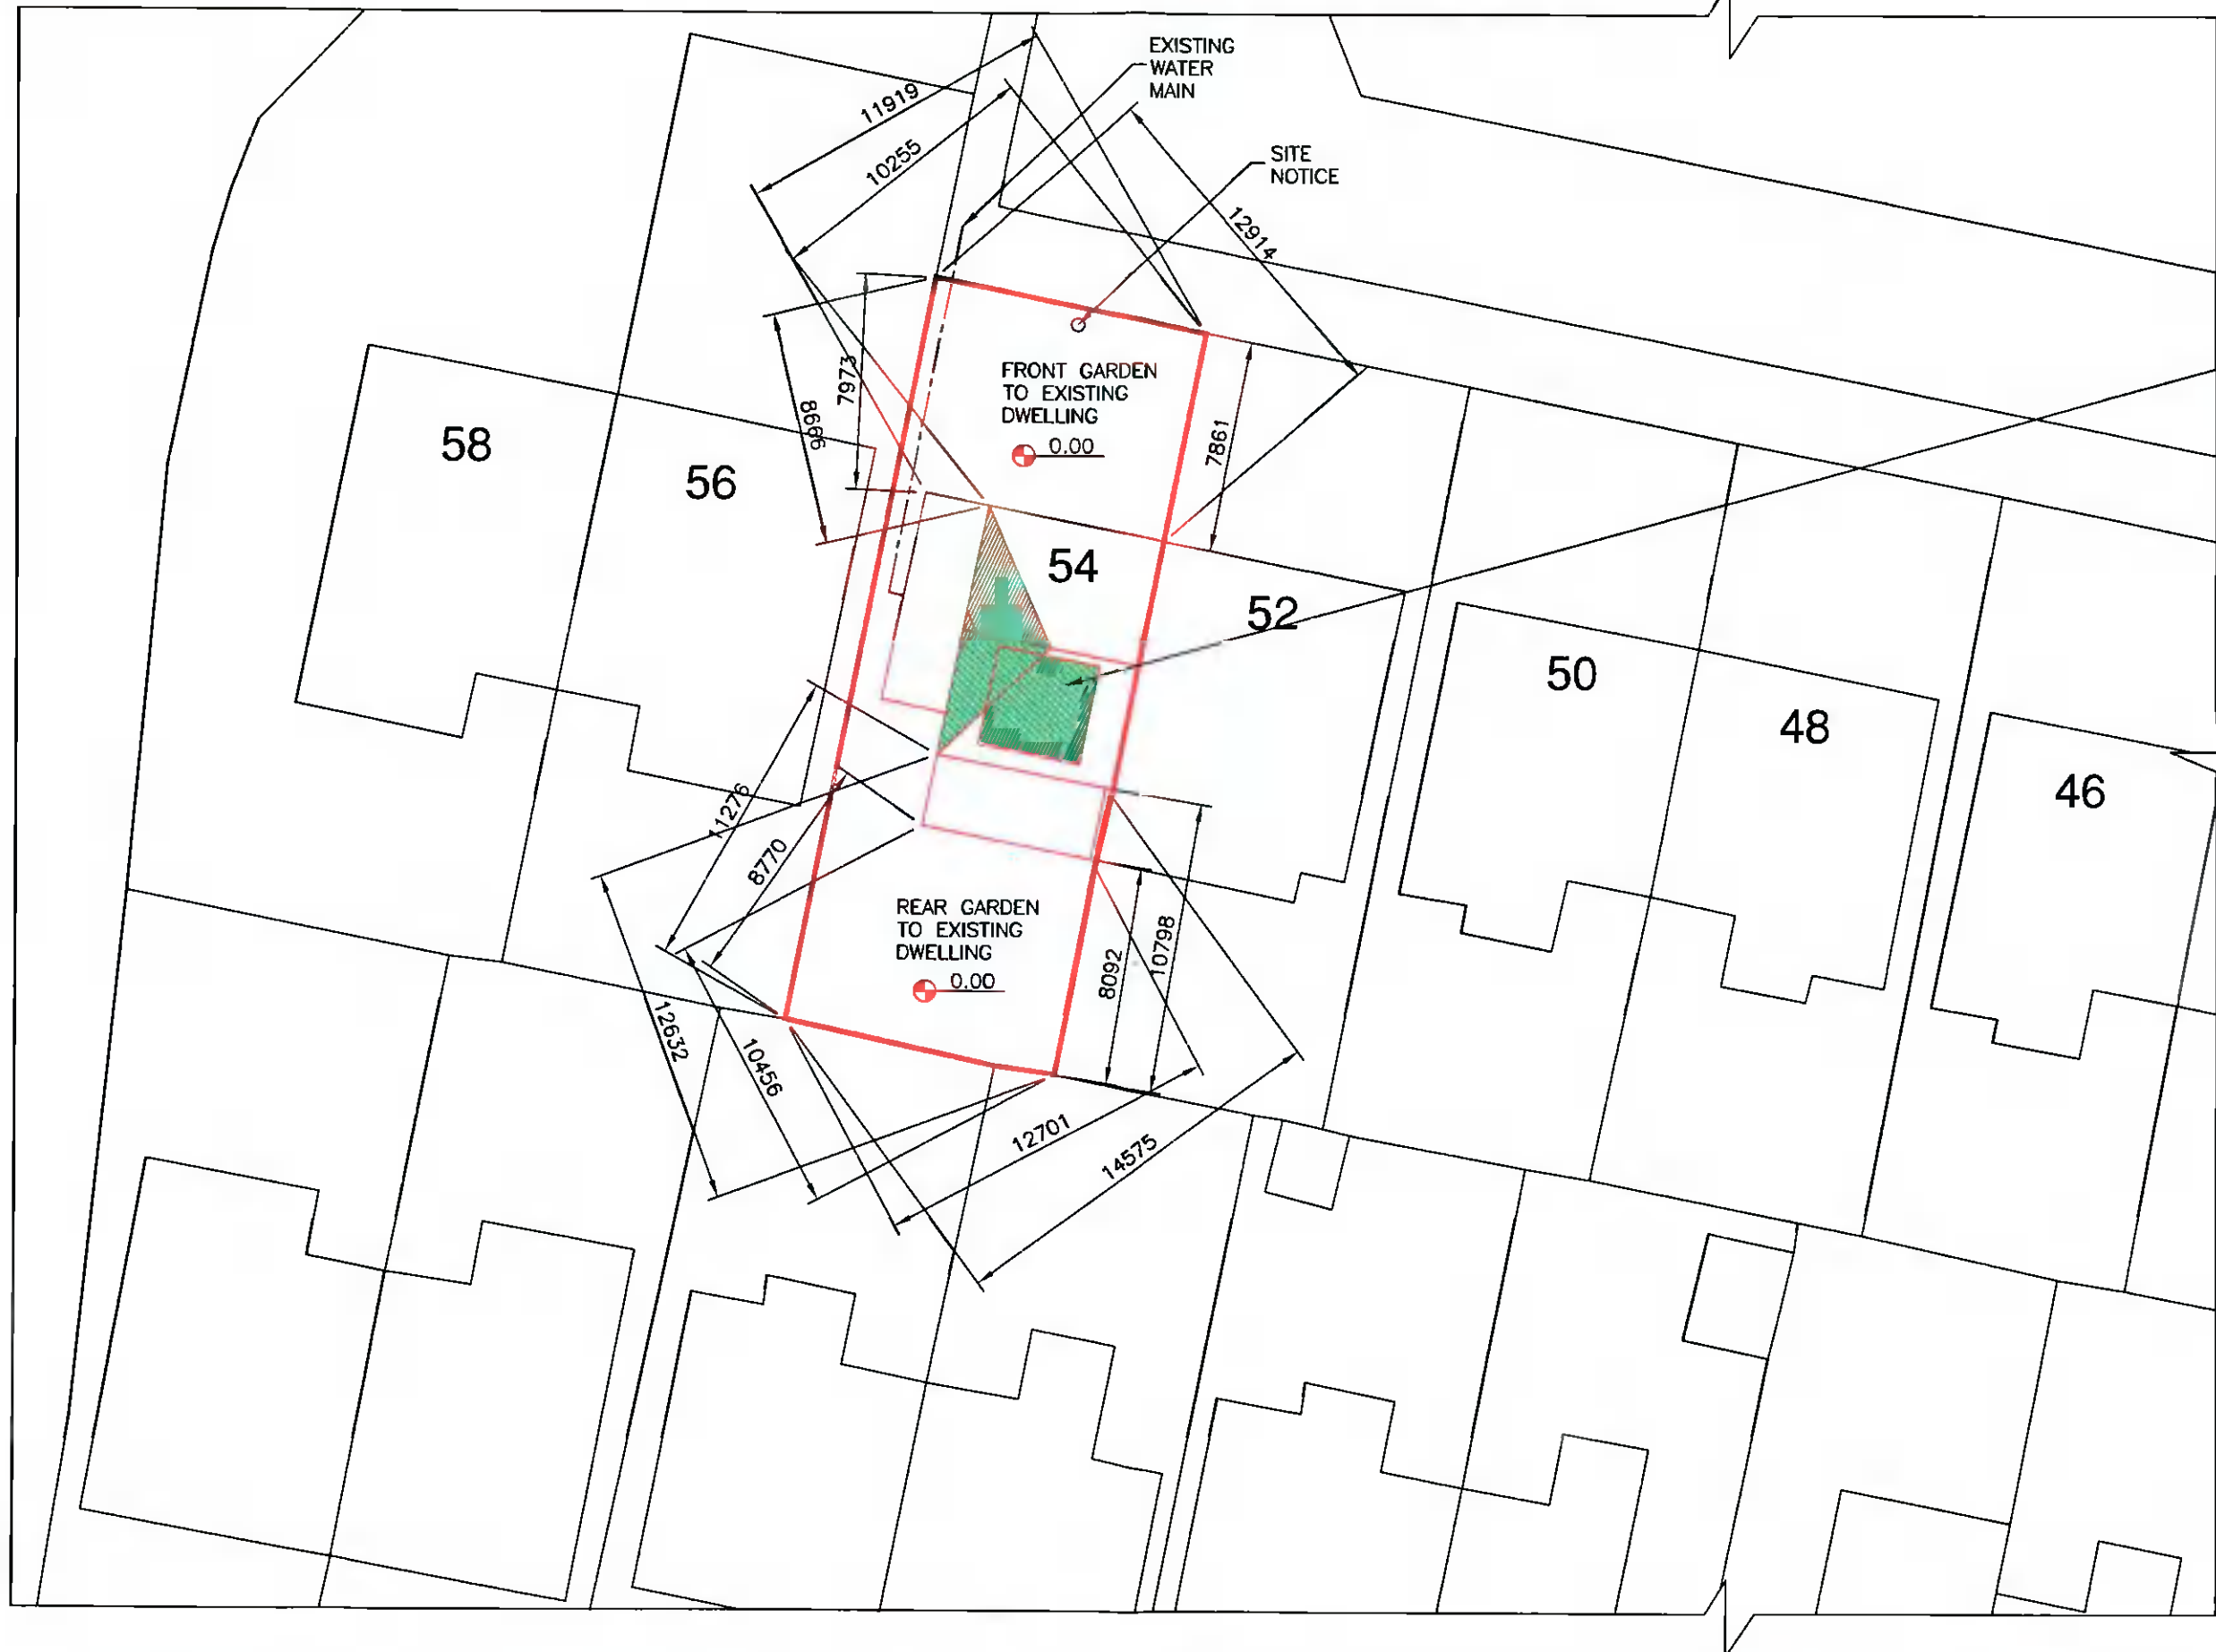 EXISTING
WATER
MAIN
11919
10255
SITE
NOTICE
12914
7973
8666
FRONT GARDEN
TO EXISTING
DWELLING
0.00
7861
58
56
54
52
50
48
46
11276
8770
REAR GARDEN
TO EXISTING
DWELLING
0.00
8092
10798
12632
10456
12701
14575